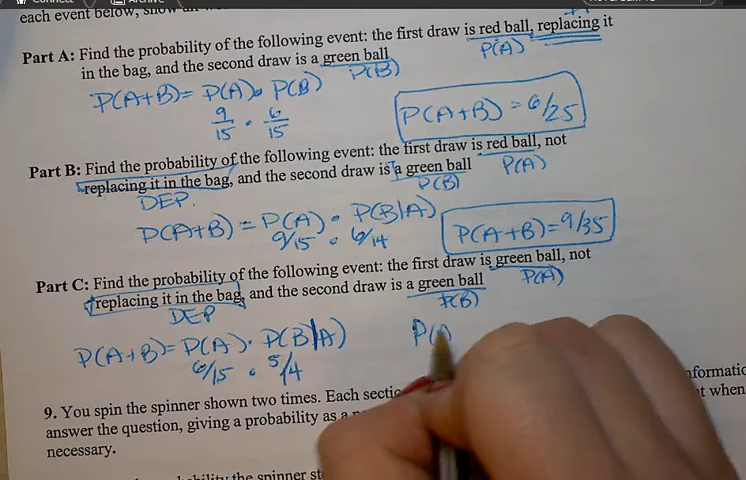 each event below, show
Part A: Find the probability of the following event: the first draw is red ball, replacing it
in the bag, and the second draw is a green ball
P(A)
P(B)
P(A+B) = P(A) • P(B)
9/15 • 6/15
P(A+B) = 6/25
Part B: Find the probability of the following event: the first draw is red ball, not
replacing it in the bag, and the second draw is a green ball
P(A)
P(B)
DEP.
P(A+B) = P(A) • P(B|A)
9/15 • 6/14
P(A+B) = 9/35
Part C: Find the probability of the following event: the first draw is green ball, not
replacing it in the bag, and the second draw is a green ball
P(A)
P(B)
DEP
P(A+B) = P(A) • P(B|A)
6/15 • 5/14
P(A
9. You spin the spinner shown two times. Each
answer the question, giving a probability as a
necessary.
the spinner